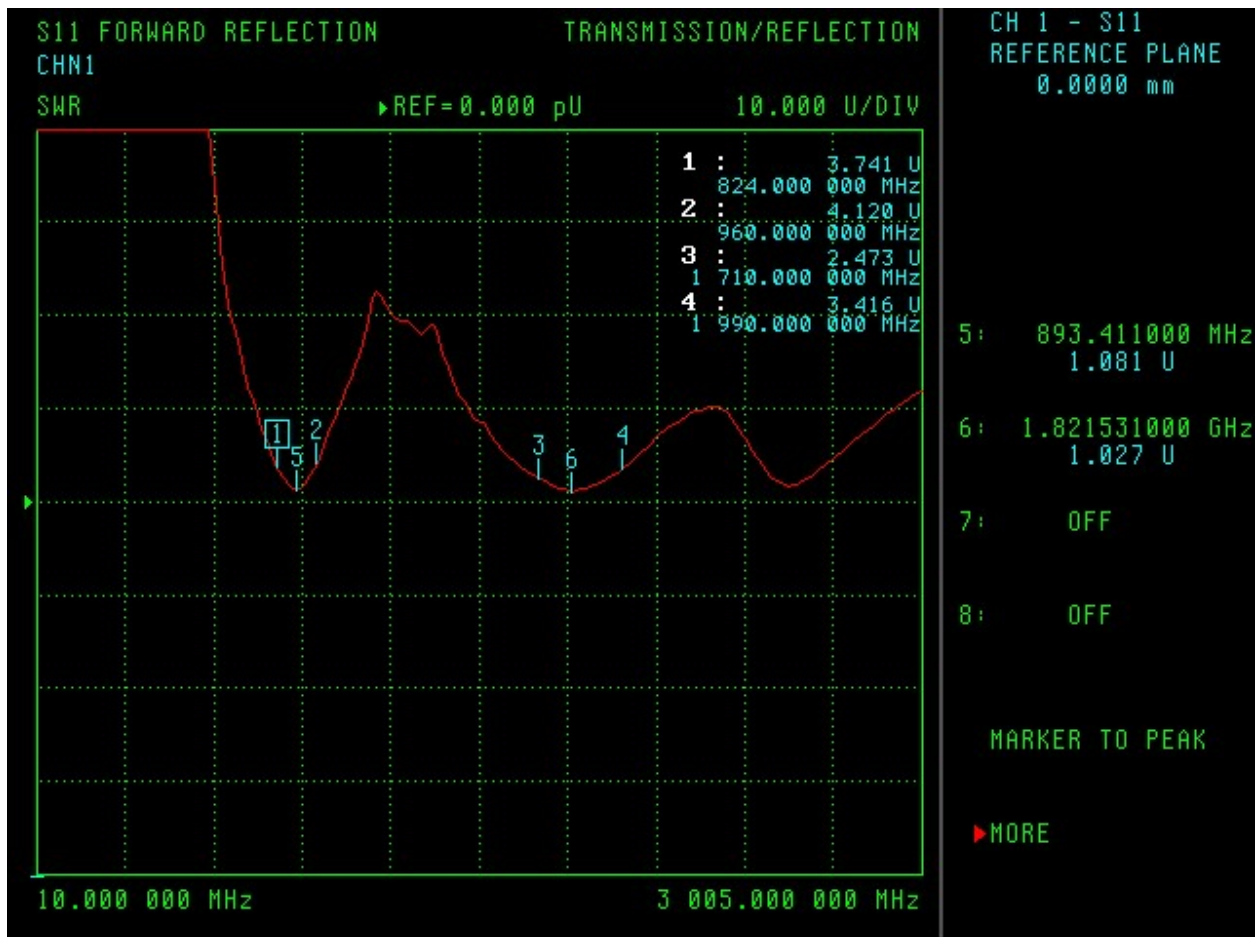 S11 FORWARD REFLECTION TRANSMISSION/REFLECTION
CHN1
SWR ▸REF=0.000 pU 10.000 U/DIV
1 : 3.741 U
824.000 000 MHz
2 : 4.120 U
960.000 000 MHz
3 : 2.473 U
1 710.000 000 MHz
4 : 3.416 U
1 990.000 000 MHz
1
5
2
3
6
4
10.000 000 MHz 3 005.000 000 MHz
CH 1 - S11
REFERENCE PLANE
0.0000 mm
5: 893.411000 MHz
1.081 U
6: 1.821531000 GHz
1.027 U
7: OFF
8: OFF
MARKER TO PEAK
▸MORE